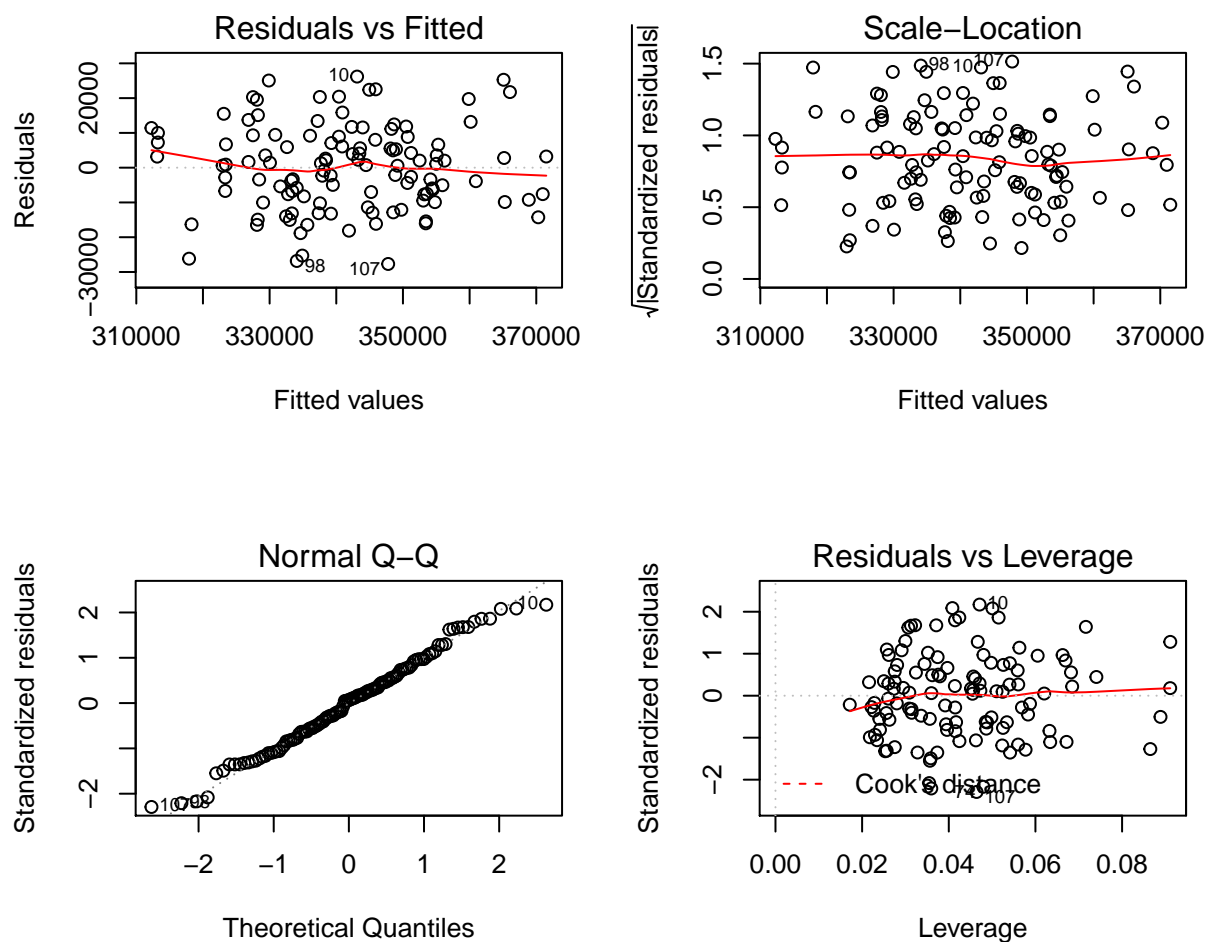 Residuals vs Fitted
Residuals
20000
0
−30000
10
98
107
310000 330000 350000 370000
Fitted values
Scale−Location
√|Standardized residuals|
1.5
1.0
0.5
0.0
98
10
107
310000 330000 350000 370000
Fitted values
Normal Q−Q
Standardized residuals
2
1
0
−2
10
107
98
−2 −1 0 1 2
Theoretical Quantiles
Residuals vs Leverage
Standardized residuals
2
1
0
−2
10
Cook's distance
107
0.00 0.02 0.04 0.06 0.08
Leverage